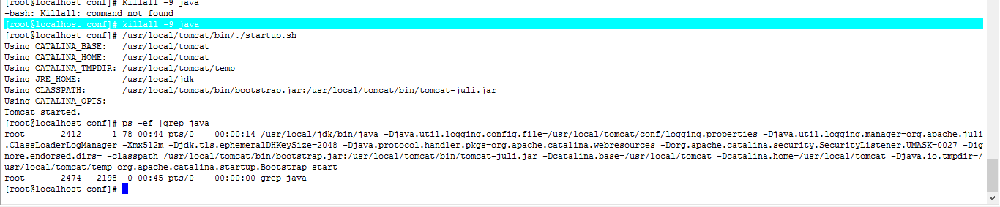 [root@localhost conf]# Killall -9 java
-bash: Killall: command not found
[root@localhost conf]# killall -9 java
[root@localhost conf]# /usr/local/tomcat/bin/./startup.sh
Using CATALINA_BASE:   /usr/local/tomcat
Using CATALINA_HOME:   /usr/local/tomcat
Using CATALINA_TMPDIR: /usr/local/tomcat/temp
Using JRE_HOME:        /usr/local/jdk
Using CLASSPATH:       /usr/local/tomcat/bin/bootstrap.jar:/usr/local/tomcat/bin/tomcat-juli.jar
Using CATALINA_OPTS:
Tomcat started.
[root@localhost conf]# ps -ef |grep java
root       2412      1 78 00:44 pts/0    00:00:14 /usr/local/jdk/bin/java -Djava.util.logging.config.file=/usr/local/tomcat/conf/logging.properties -Djava.util.logging.manager=org.apache.juli
.ClassLoaderLogManager -Xmx512m -Djdk.tls.ephemeralDHKeySize=2048 -Djava.protocol.handler.pkgs=org.apache.catalina.webresources -Dorg.apache.catalina.security.SecurityListener.UMASK=0027 -Dig
nore.endorsed.dirs= -classpath /usr/local/tomcat/bin/bootstrap.jar:/usr/local/tomcat/bin/tomcat-juli.jar -Dcatalina.base=/usr/local/tomcat -Dcatalina.home=/usr/local/tomcat -Djava.io.tmpdir=/
usr/local/tomcat/temp org.apache.catalina.startup.Bootstrap start
root       2474   2198  0 00:45 pts/0    00:00:00 grep java
[root@localhost conf]#